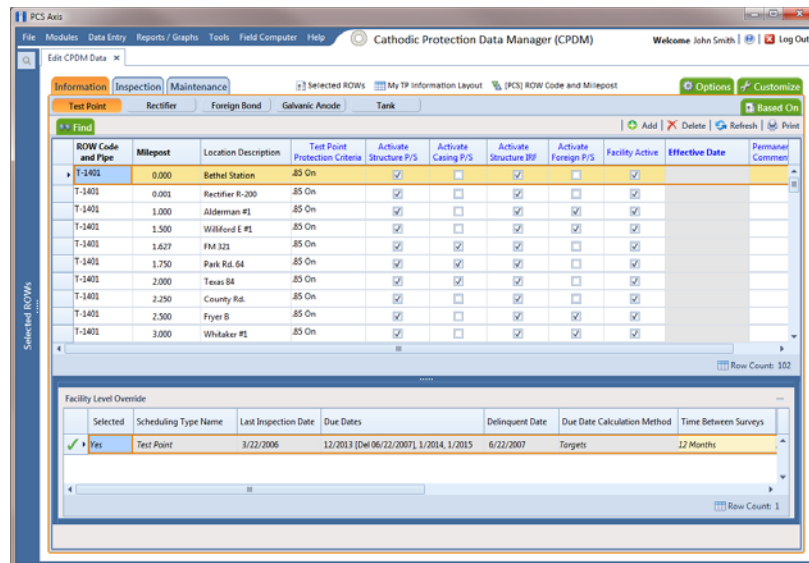 PCS Axis
File Modules Data Entry Reports / Graphs Tools Field Computer Help Cathodic Protection Data Manager (CPDM) Welcome John Smith Log Out
Edit CPDM Data
Information Inspection Maintenance Selected ROWs My TP Information Layout [PCS] ROW Code and Milepost Options Customize
Test Point Rectifier Foreign Bond Galvanic Anode Tank Based On
Find Add Delete Refresh Print
ROW Code and Pipe Milepost Location Description Test Point Protection Criteria Activate Structure P/S Activate Casing P/S Activate Structure IRF Activate Foreign P/S Facility Active Effective Date Permaner Commen
T-1401 0.000 Bethel Station .85 On
T-1401 0.001 Rectifier R-200 .85 On
T-1401 1.000 Alderman #1 .85 On
T-1401 1.500 Williford E #1 .85 On
T-1401 1.627 FM 321 .85 On
T-1401 1.750 Park Rd. 64 .85 On
T-1401 2.000 Texas 84 .85 On
T-1401 2.250 County Rd. .85 On
T-1401 2.500 Fryer B .85 On
T-1401 3.000 Whitaker #1 .85 On
Row Count: 102
Selected ROWs
Facility Level Override
Selected Scheduling Type Name Last Inspection Date Due Dates Delinquent Date Due Date Calculation Method Time Between Surveys
Yes Test Point 3/22/2006 12/2013 [Del 06/22/2007], 1/2014, 1/2015 6/22/2007 Targets 12 Months
Row Count: 1